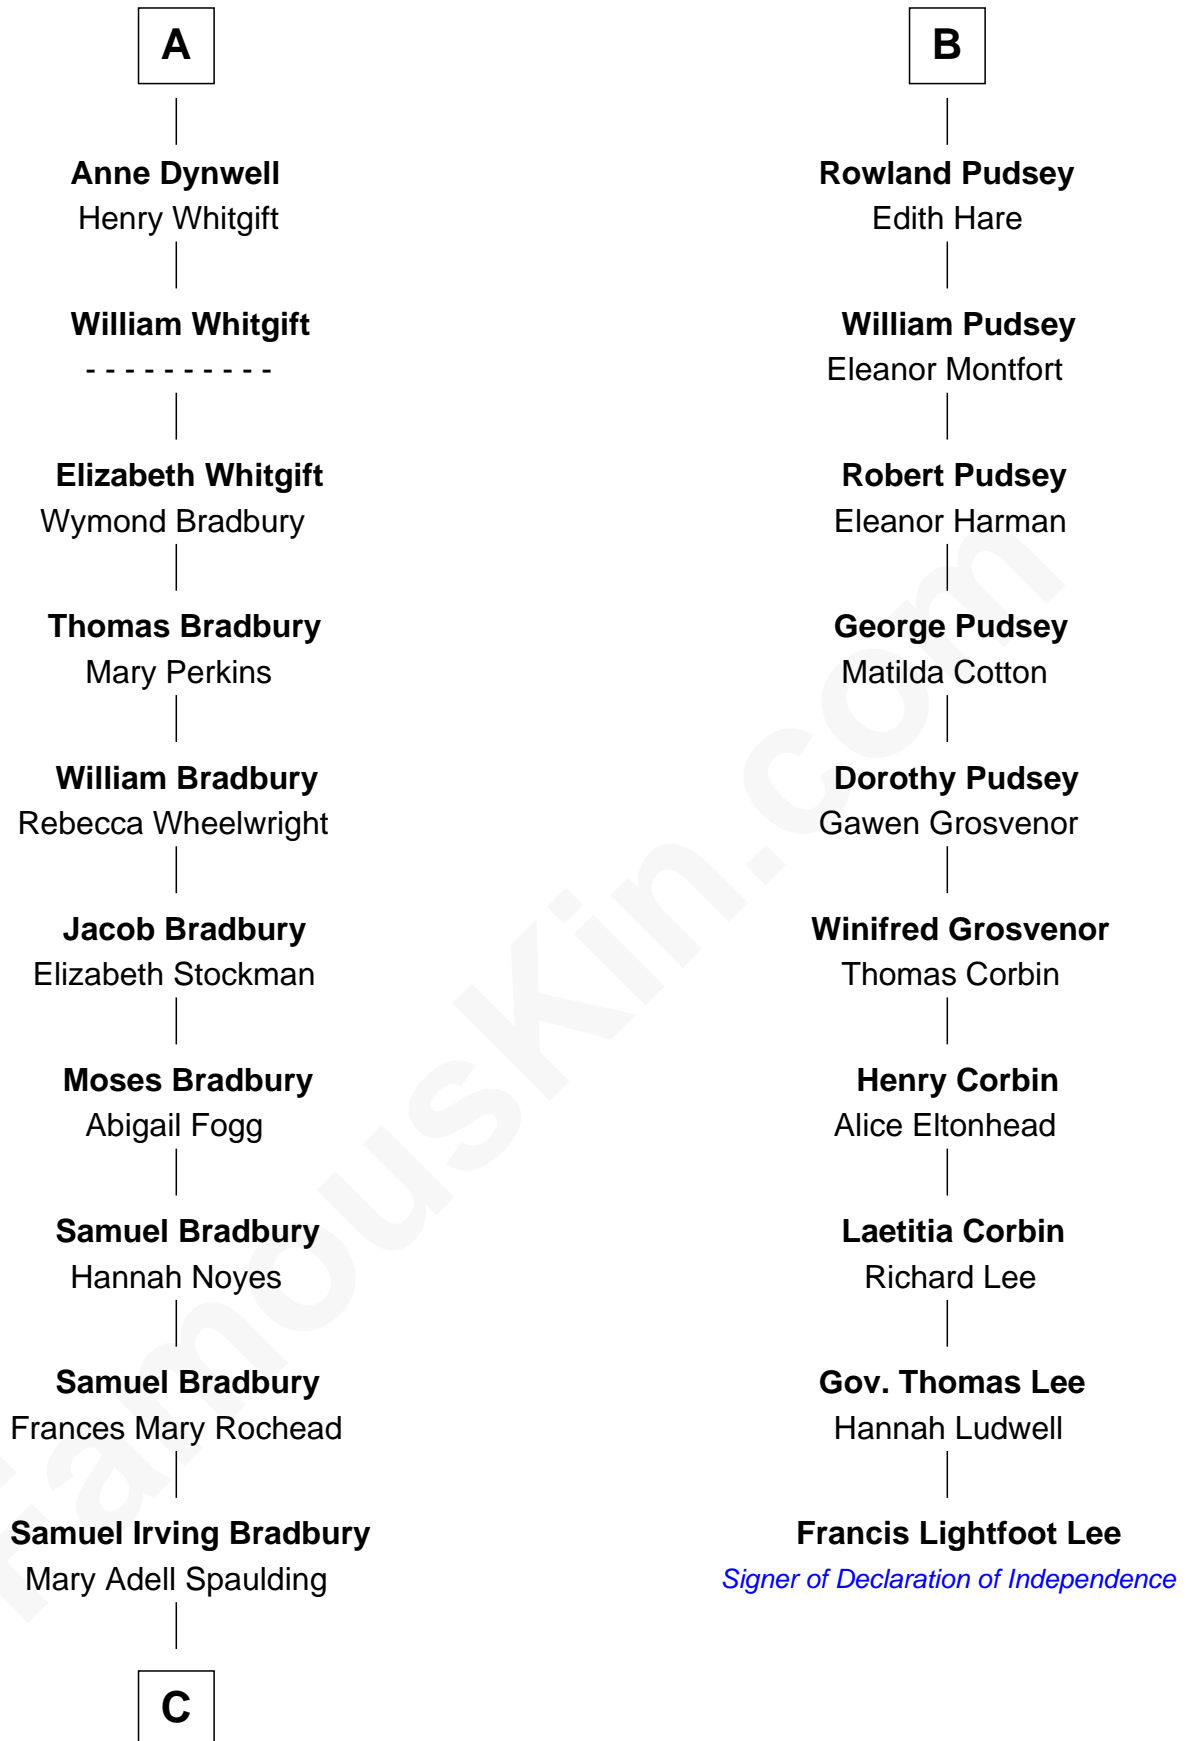 A
Anne Dynwell
Henry Whitgift
William Whitgift
- - - - - - - - - -
Elizabeth Whitgift
Wymond Bradbury
Thomas Bradbury
Mary Perkins
William Bradbury
Rebecca Wheelwright
Jacob Bradbury
Elizabeth Stockman
Moses Bradbury
Abigail Fogg
Samuel Bradbury
Hannah Noyes
Samuel Bradbury
Frances Mary Rochead
Samuel Irving Bradbury
Mary Adell Spaulding
C
B
Rowland Pudsey
Edith Hare
William Pudsey
Eleanor Montfort
Robert Pudsey
Eleanor Harman
George Pudsey
Matilda Cotton
Dorothy Pudsey
Gawen Grosvenor
Winifred Grosvenor
Thomas Corbin
Henry Corbin
Alice Eltonhead
Laetitia Corbin
Richard Lee
Gov. Thomas Lee
Hannah Ludwell
Francis Lightfoot Lee
Signer of Declaration of Independence
FamousKin.com